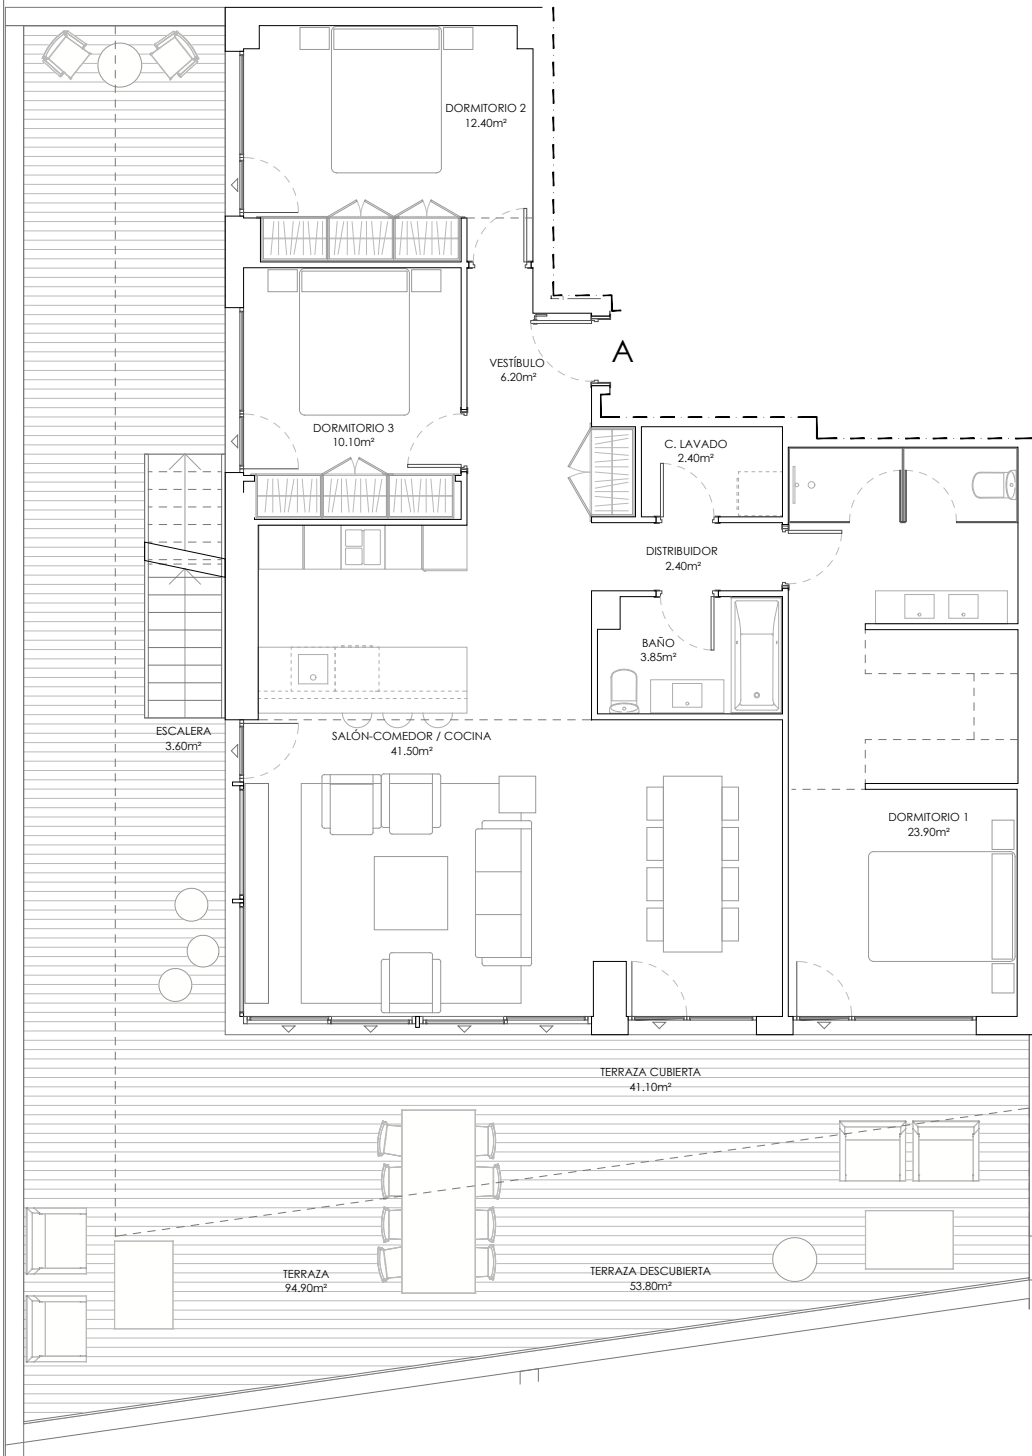 DORMITORIO 2
12.40m²
A
VESTÍBULO
6.20m²
DORMITORIO 3
10.10m²
C. LAVADO
2.40m²
DISTRIBUIDOR
2.40m²
BAÑO
3.85m²
ESCALERA
3.60m²
SALÓN-COMEDOR / COCINA
41.50m²
DORMITORIO 1
23.90m²
TERRAZA CUBIERTA
41.10m²
TERRAZA
94.90m²
TERRAZA DESCUBIERTA
53.80m²